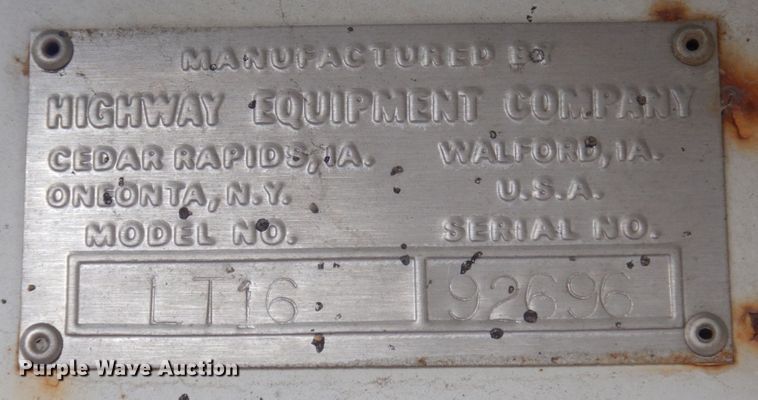 MANUFACTURED BY
HIGHWAY EQUIPMENT COMPANY
CEDAR RAPIDS, IA. WALFORD, IA.
ONEONTA, N.Y. U.S.A.
MODEL NO. SERIAL NO.
LT16 92696
Purple Wave Auction